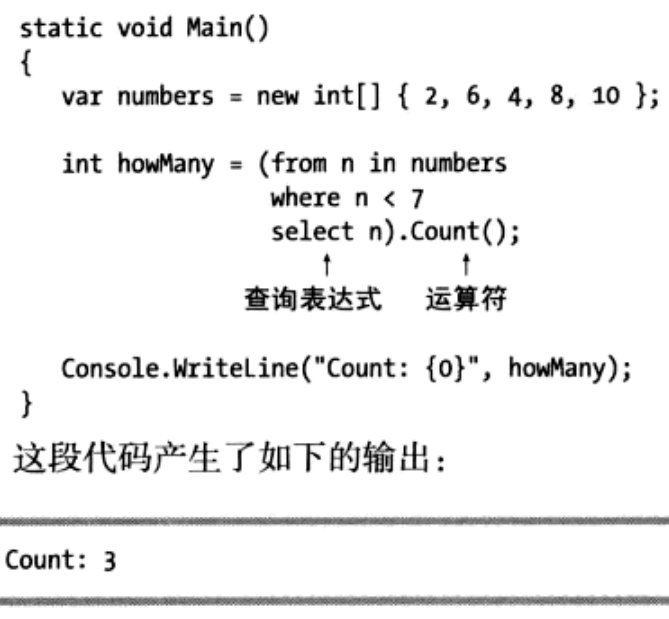 static void Main()
{
var numbers = new int[] { 2, 6, 4, 8, 10 };
int howMany = (from n in numbers
where n < 7
select n).Count();
↑ ↑
查询表达式 运算符
Console.WriteLine("Count: {0}", howMany);
}
这段代码产生了如下的输出：
Count: 3